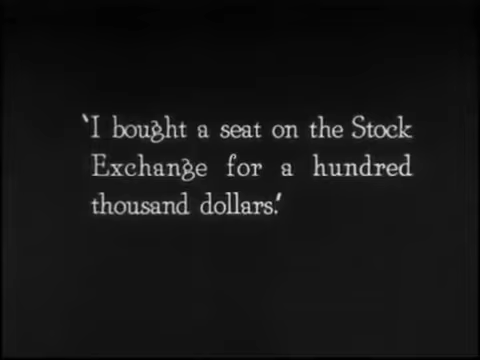 'I bought a seat on the Stock
Exchange for a hundred
thousand dollars.'